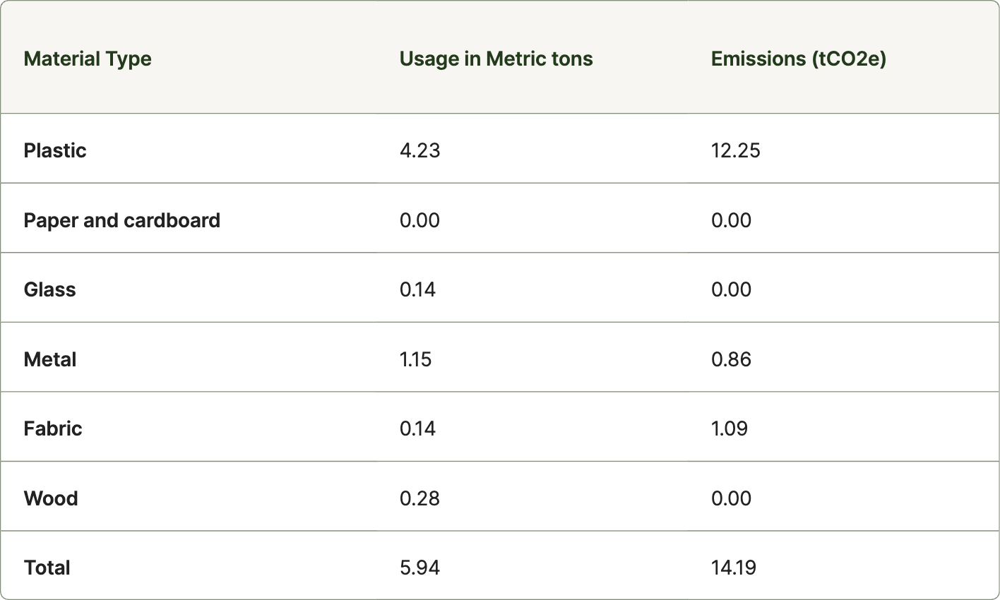 Material Type Usage in Metric tons Emissions (tCO2e)
Plastic 4.23 12.25
Paper and cardboard 0.00 0.00
Glass 0.14 0.00
Metal 1.15 0.86
Fabric 0.14 1.09
Wood 0.28 0.00
Total 5.94 14.19